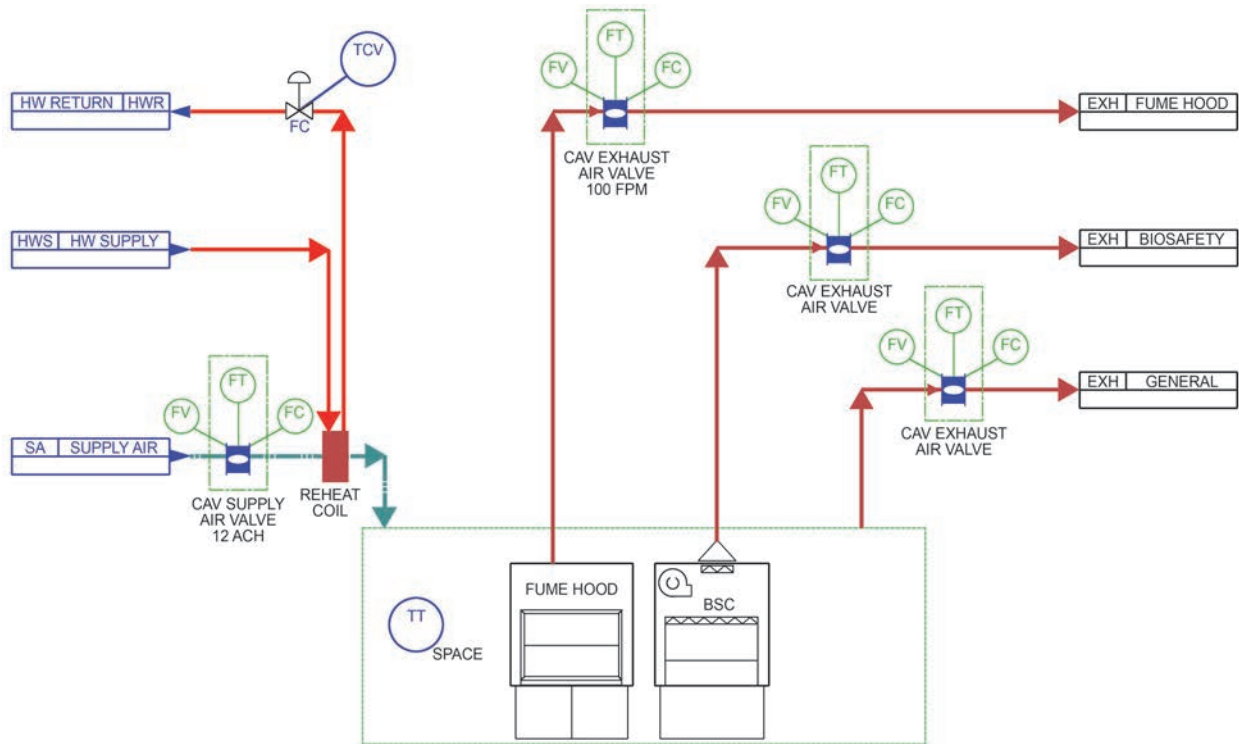 TCV
HW RETURN HWR
FC
FT
FV
FC
CAV EXHAUST
AIR VALVE
100 FPM
EXH FUME HOOD
HWS HW SUPPLY
FT
FV
FC
CAV EXHAUST
AIR VALVE
EXH BIOSAFETY
FT
FV
FC
CAV EXHAUST
AIR VALVE
EXH GENERAL
FT
FV
FC
SA SUPPLY AIR
CAV SUPPLY
AIR VALVE
12 ACH
REHEAT
COIL
TT
SPACE
FUME HOOD
BSC